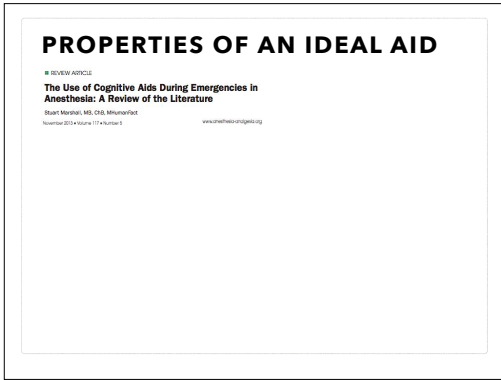 PROPERTIES OF AN IDEAL AID
■ REVIEW ARTICLE
The Use of Cognitive Aids During Emergencies in
Anesthesia: A Review of the Literature
Stuart Marshall, MB, ChB, MHumanFact
November 2013 • Volume 117 • Number 5 www.anesthesia-analgesia.org